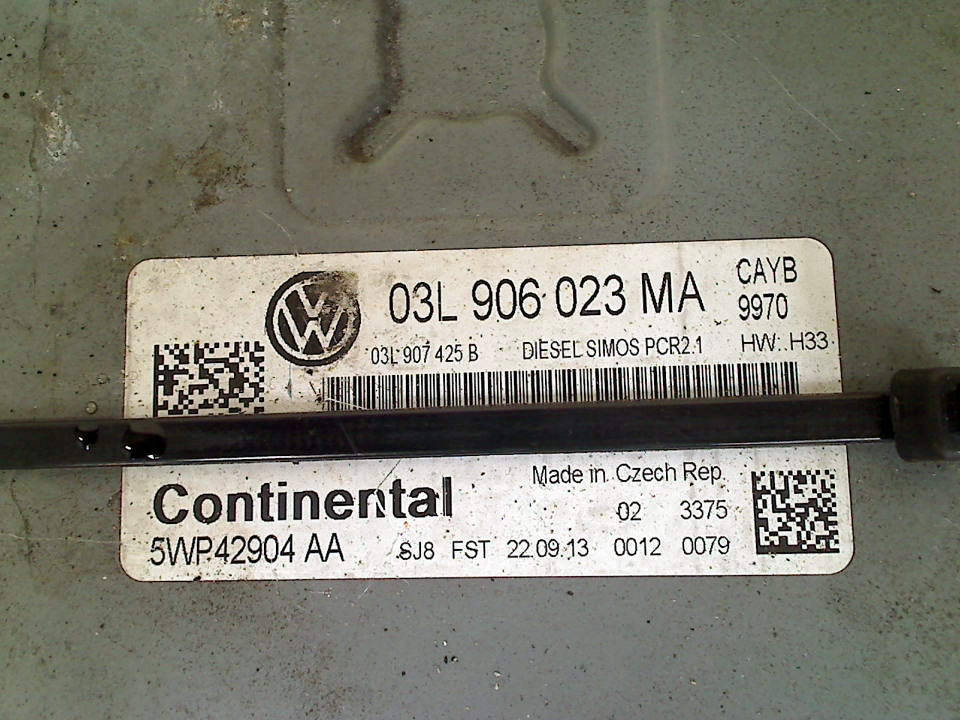 03L 906 023 MA
CAYB
9970
03L 907 425 B DIESEL SIMOS PCR2.1 HW: H33
Continental
Made in Czech Rep.
02 3375
5WP42904 AA SJ8 FST 22.09.13 0012 0079